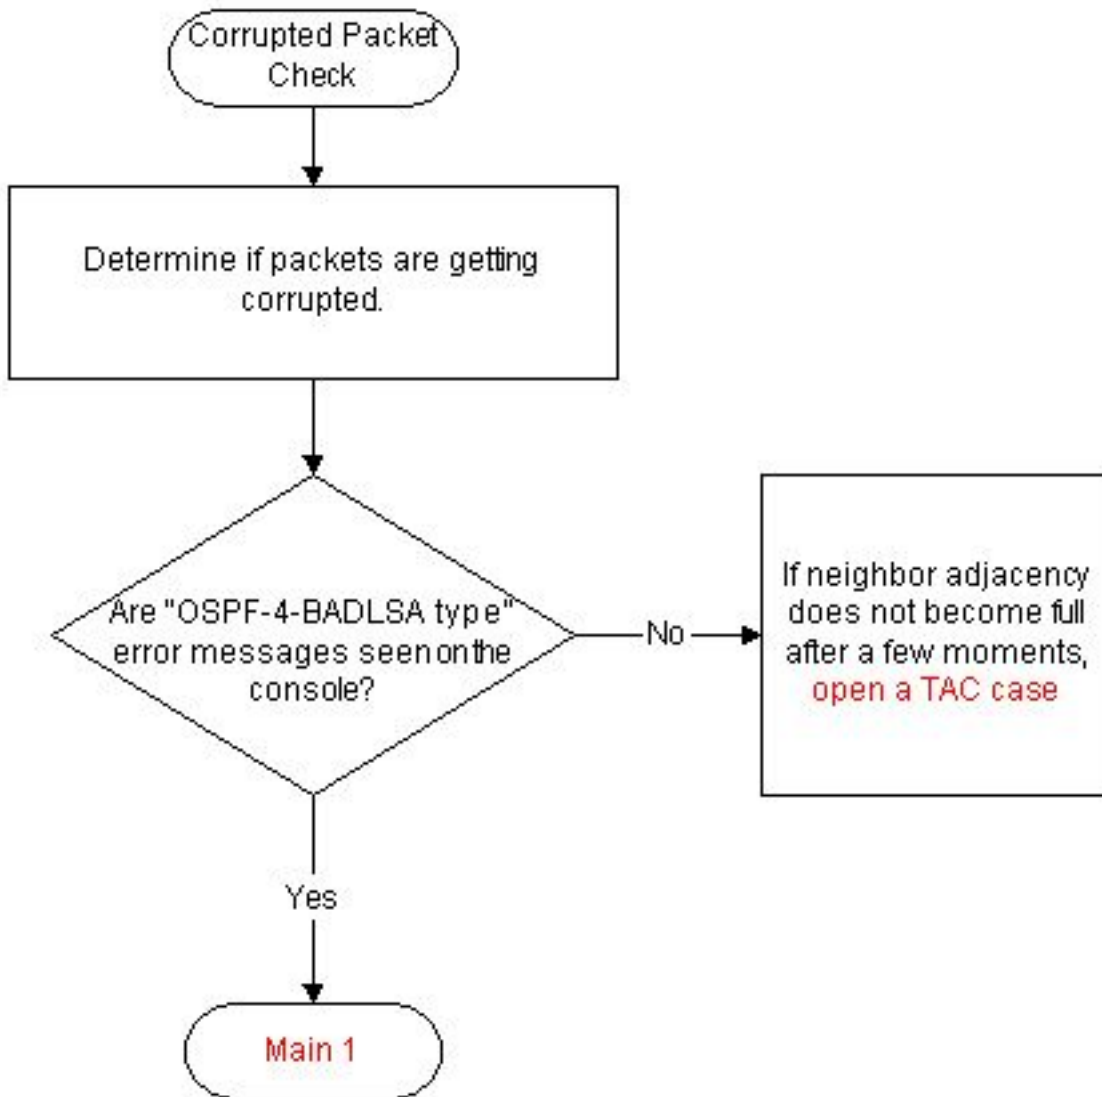 Corrupted Packet
Check
Determine if packets are getting
corrupted.
Are "OSPF-4-BADLSA type"
error messages seen on the
console?
No
If neighbor adjacency
does not become full
after a few moments,
open a TAC case
Yes
Main 1